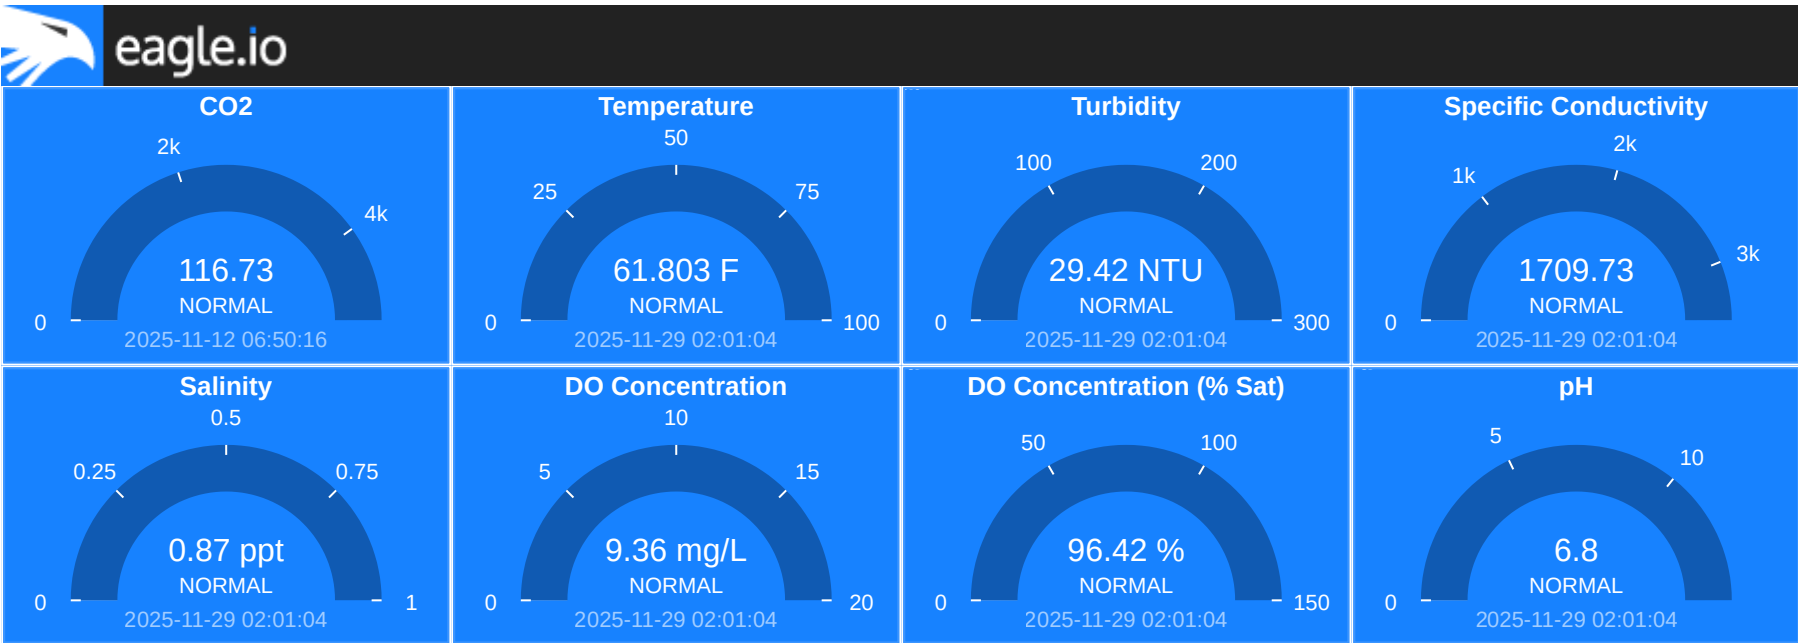 eagle.io
CO2
2k
4k
116.73
NORMAL
0
2025-11-12 06:50:16
Temperature
50
25
75
61.803 F
NORMAL
0
100
2025-11-29 02:01:04
Turbidity
100
200
29.42 NTU
NORMAL
0
300
2025-11-29 02:01:04
Specific Conductivity
2k
1k
3k
1709.73
NORMAL
0
2025-11-29 02:01:04
Salinity
0.5
0.25
0.75
0.87 ppt
NORMAL
0
1
2025-11-29 02:01:04
DO Concentration
10
5
15
9.36 mg/L
NORMAL
0
20
2025-11-29 02:01:04
DO Concentration (% Sat)
50
100
96.42 %
NORMAL
0
150
2025-11-29 02:01:04
pH
5
10
6.8
NORMAL
0
2025-11-29 02:01:04